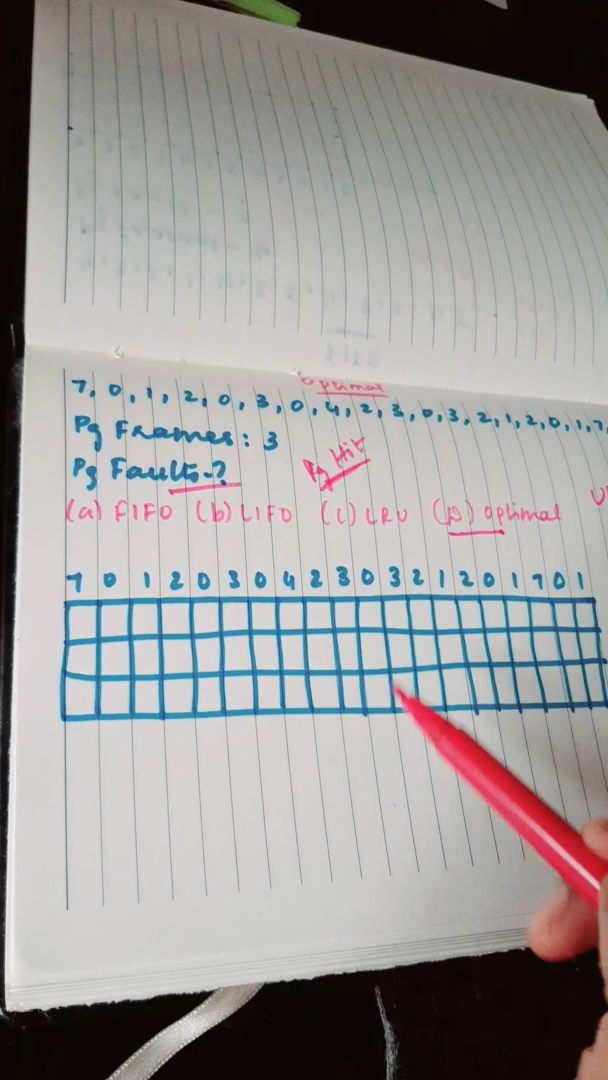 Optimal
7, 0, 1, 2, 0, 3, 0, 4, 2, 3, 0, 3, 2, 1, 2, 0, 1, 7,
Pg Frames: 3
Pg Faults-?
Pg Hit
(a) FIFO (b) LIFO (c) LRU (D) optimal
7 0 1 2 0 3 0 4 2 3 0 3 2 1 2 0 1 7 0 1